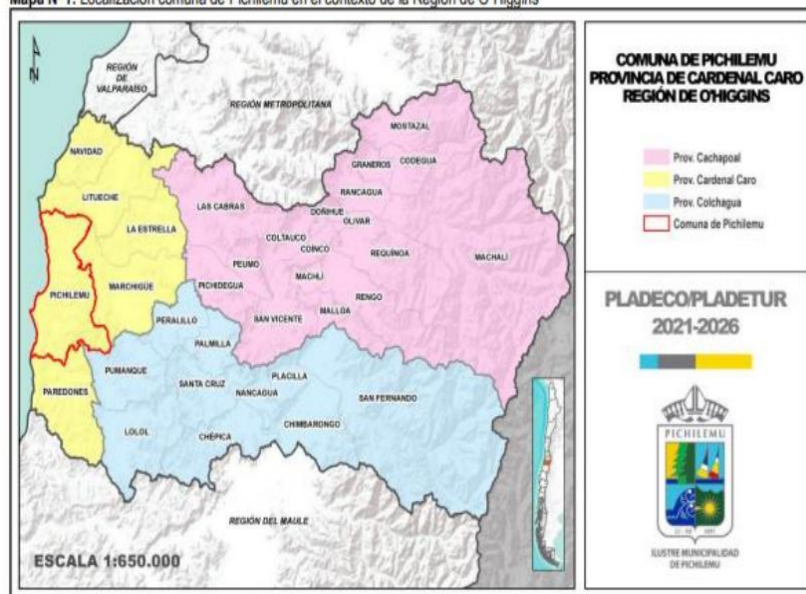 Mapa N°1. Localización comuna de Pichilemu en el contexto de la Región de O'Higgins
N
REGIÓN
DE
VALPARAÍSO
REGIÓN METROPOLITANA
MOSTAZAL
CODEGUA
GRANEROS
RANCAGUA
NAVIDAD
LITUECHE
LA ESTRELLA
LAS CABRAS
DOÑIHUE
OLIVAR
COLTAUCO
COINCO
REQUÍNOA
MACHALÍ
PEUMO
MACHLÍ
PICHILEMU
MARCHIGÜE
PICHIDEGUA
RENGO
MALLOA
SAN VICENTE
PERALILLO
PALMILLA
PUMANQUE
PLACILLA
SANTA CRUZ
NANCAGUA
SAN FERNANDO
PAREDONES
LOLOL
CHÉPICA
CHIMBARONGO
REGIÓN DEL MAULE
ESCALA 1:650.000
COMUNA DE PICHILEMU
PROVINCIA DE CARDENAL CARO
REGIÓN DE O'HIGGINS
Prov. Cachapoal
Prov. Cardenal Caro
Prov. Colchagua
Comuna de Pichilemu
PLADECO/PLADETUR
2021-2026
PICHILEMU
ILUSTRE MUNICIPALIDAD
DE PICHILEMU